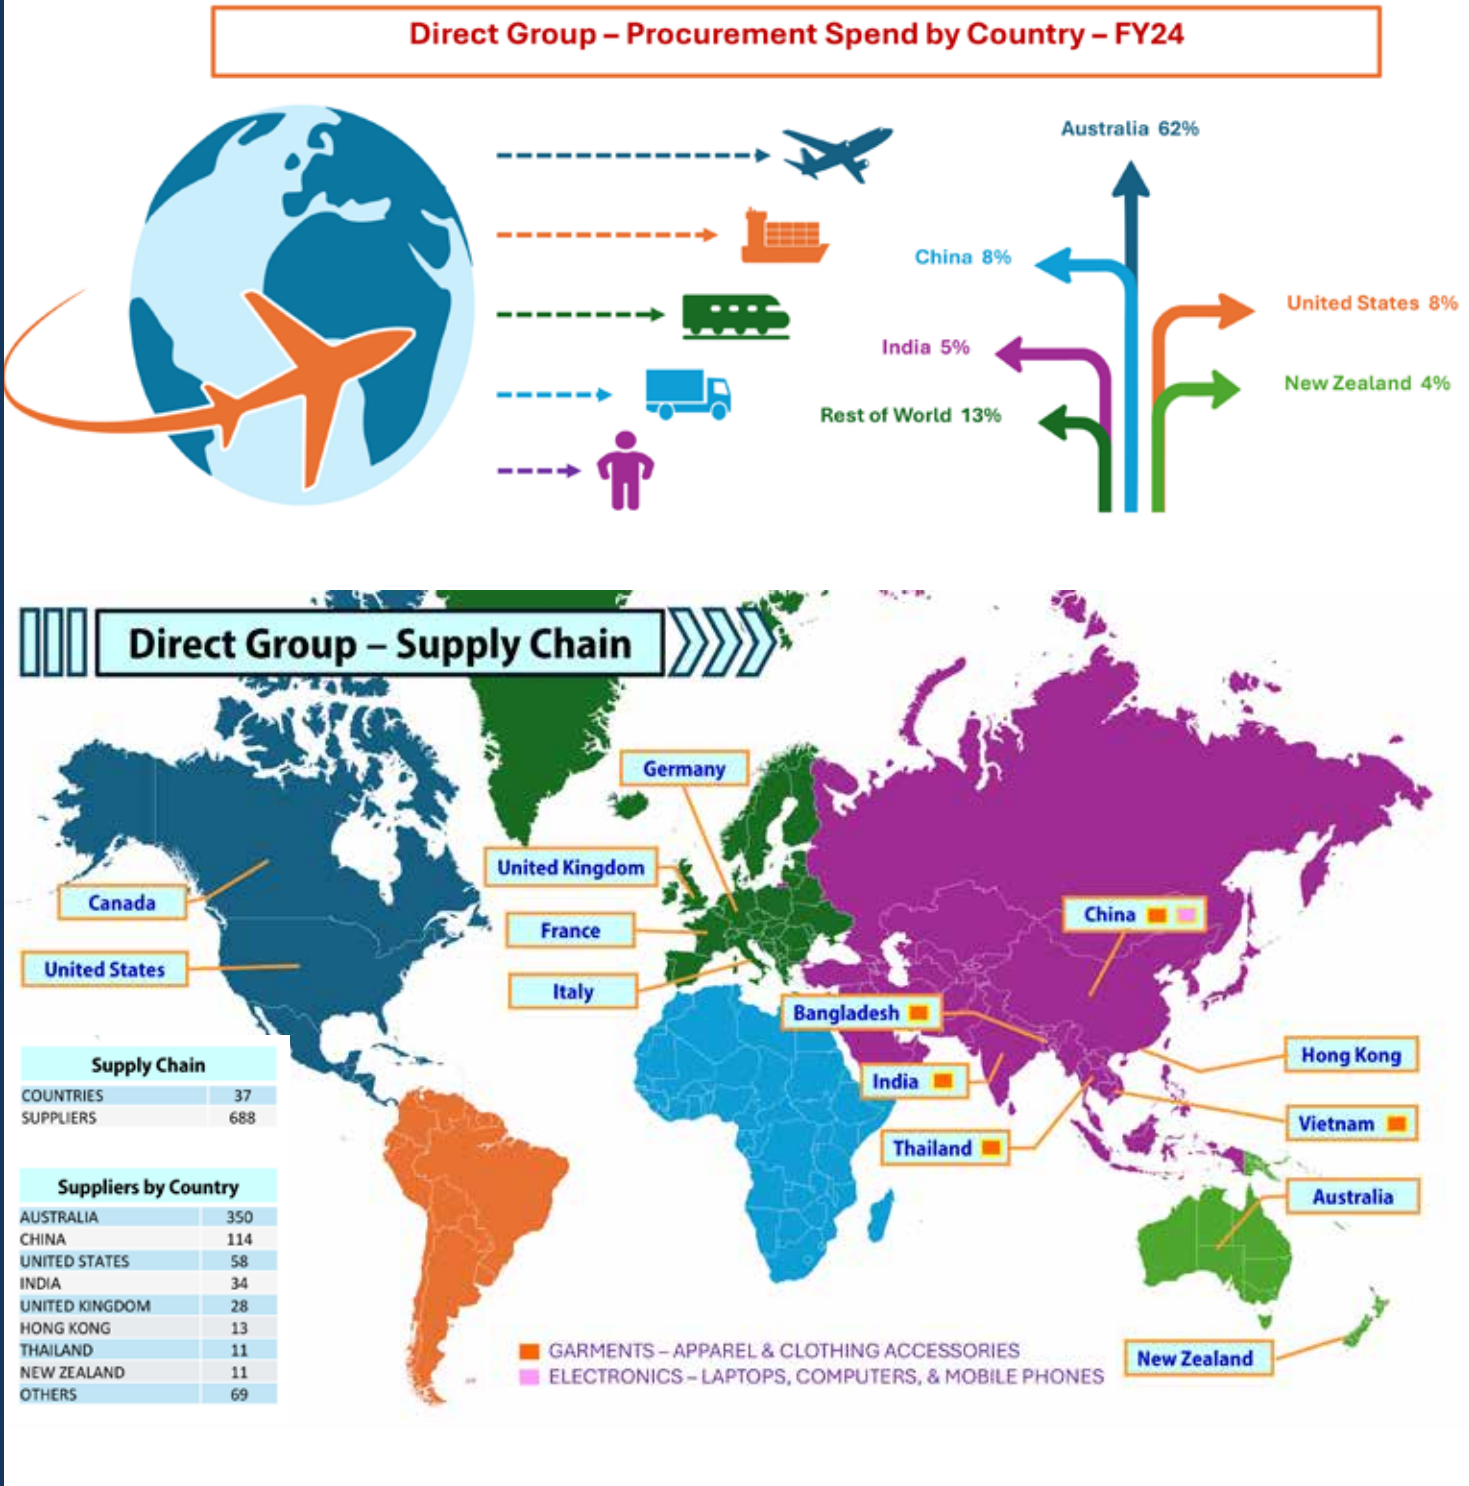 Direct Group – Procurement Spend by Country – FY24
Australia 62%
China 8%
United States 8%
India 5%
New Zealand 4%
Rest of World 13%
Direct Group – Supply Chain
Germany
United Kingdom
France
Italy
Canada
United States
China
Bangladesh
India
Thailand
Hong Kong
Vietnam
Australia
New Zealand
Supply Chain
COUNTRIES 37
SUPPLIERS 688
Suppliers by Country
AUSTRALIA 350
CHINA 114
UNITED STATES 58
INDIA 34
UNITED KINGDOM 28
HONG KONG 13
THAILAND 11
NEW ZEALAND 11
OTHERS 69
GARMENTS – APPAREL & CLOTHING ACCESSORIES
ELECTRONICS – LAPTOPS, COMPUTERS, & MOBILE PHONES